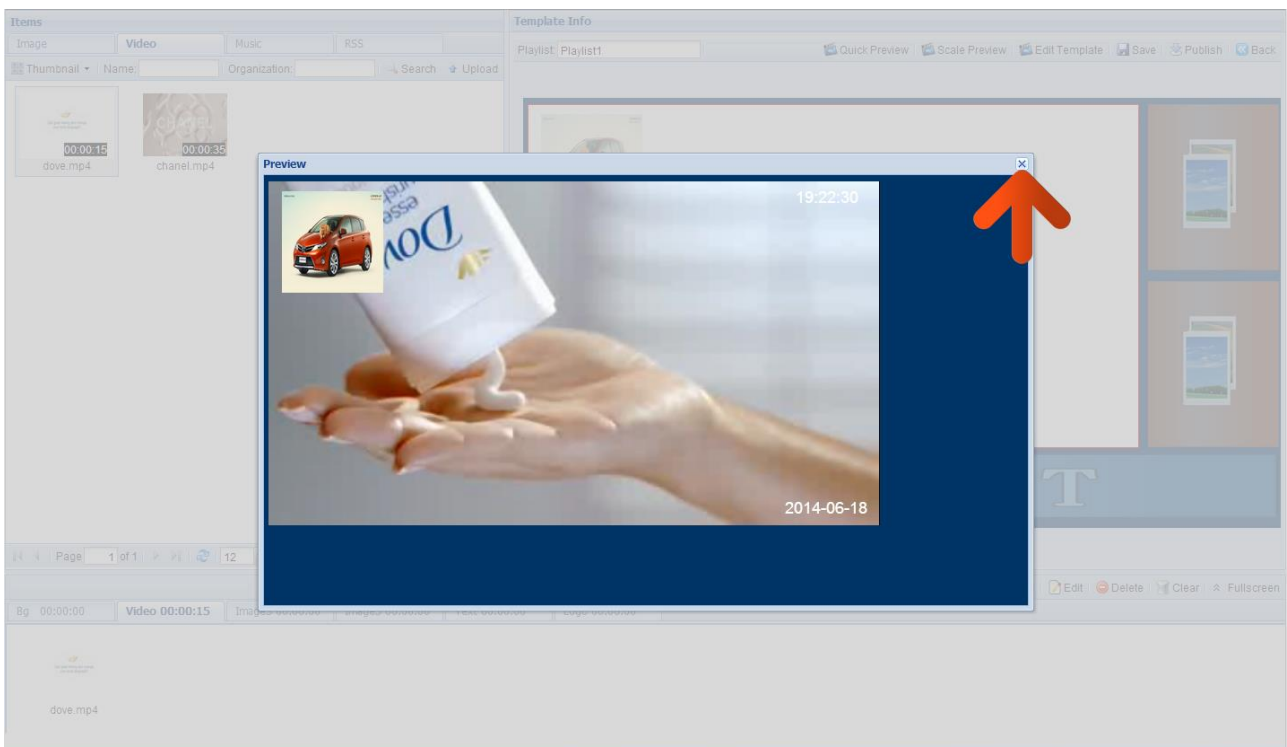 Items
Template Info
Image
Video
Music
RSS
Playlist: Playlist1
Quick Preview
Scale Preview
Edit Template
Save
Publish
Back
Thumbnail
Name:
Organization:
Search
Upload
00:00:15
dove.mp4
CHANEL
00:00:35
chanel.mp4
Preview
19:22:30
Dov
2014-06-18
T
Page 1 of 1
12
Edit
Delete
Clear
Fullscreen
Bg 00:00:00
Video 00:00:15
dove.mp4